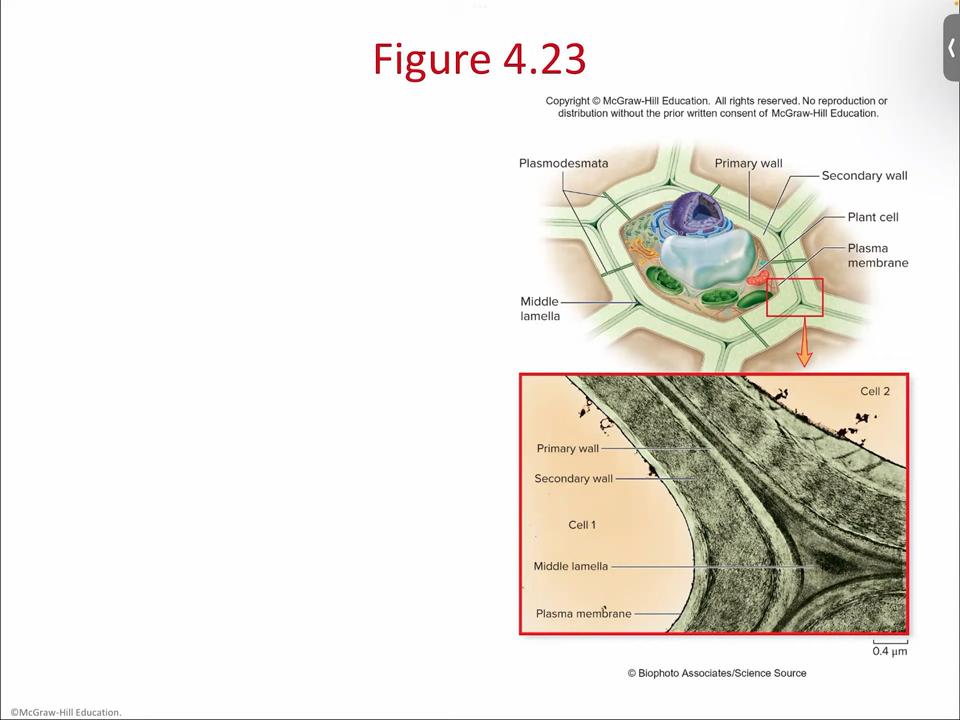 Figure 4.23
Copyright © McGraw-Hill Education. All rights reserved. No reproduction or
distribution without the prior written consent of McGraw-Hill Education.
Plasmodesmata
Primary wall
Secondary wall
Plant cell
Plasma
membrane
Middle
lamella
Cell 2
Primary wall
Secondary wall
Cell 1
Middle lamella
Plasma membrane
0.4 μm
© Biophoto Associates/Science Source
©McGraw-Hill Education.